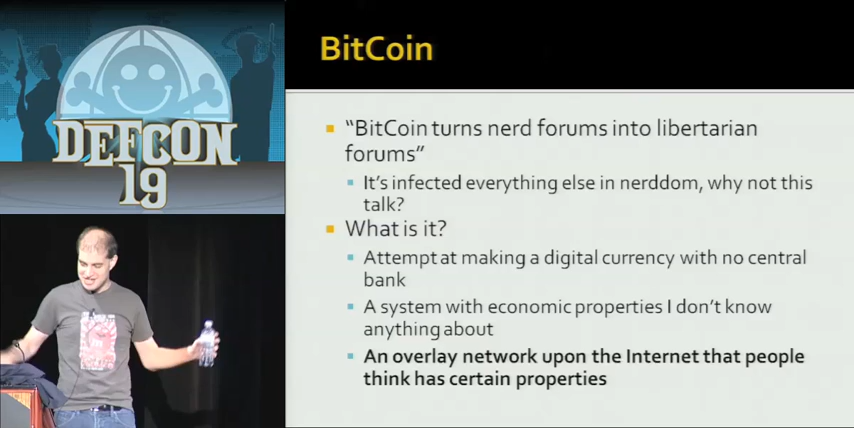 DEFCON
19
BitCoin
"BitCoin turns nerd forums into libertarian
forums"
It's infected everything else in nerddom, why not this
talk?
What is it?
Attempt at making a digital currency with no central
bank
A system with economic properties I don't know
anything about
An overlay network upon the Internet that people
think has certain properties